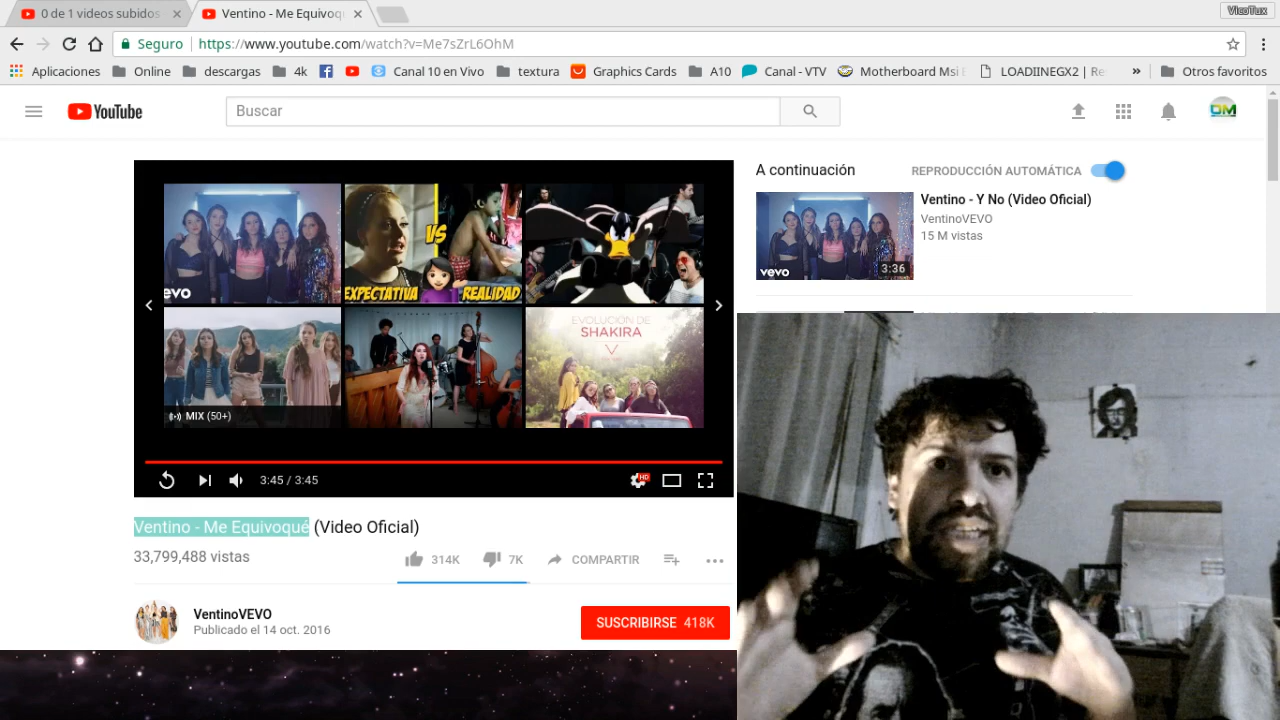 0 de 1 videos subidos
Ventino - Me Equivoqu
VicoTux
Seguro
https://www.youtube.com/watch?v=Me7sZrL6OhM
Aplicaciones
Online
descargas
4k
Canal 10 en Vivo
textura
Graphics Cards
A10
Canal - VTV
Motherboard Msi E
LOADIINEGX2 | Re
»
Otros favoritos
YouTube
Buscar
OM
A continuación
REPRODUCCIÓN AUTOMÁTICA
Ventino - Y No (Video Oficial)
VentinoVEVO
15 M vistas
vevo
3:36
evo
VS
EXPECTATIVA
REALIDAD
MIX (50+)
EVOLUCIÓN DE
SHAKIRA
3:45 / 3:45
HD
Ventino - Me Equivoqué (Video Oficial)
33,799,488 vistas
314K
7K
COMPARTIR
VentinoVEVO
Publicado el 14 oct. 2016
SUSCRIBIRSE 418K